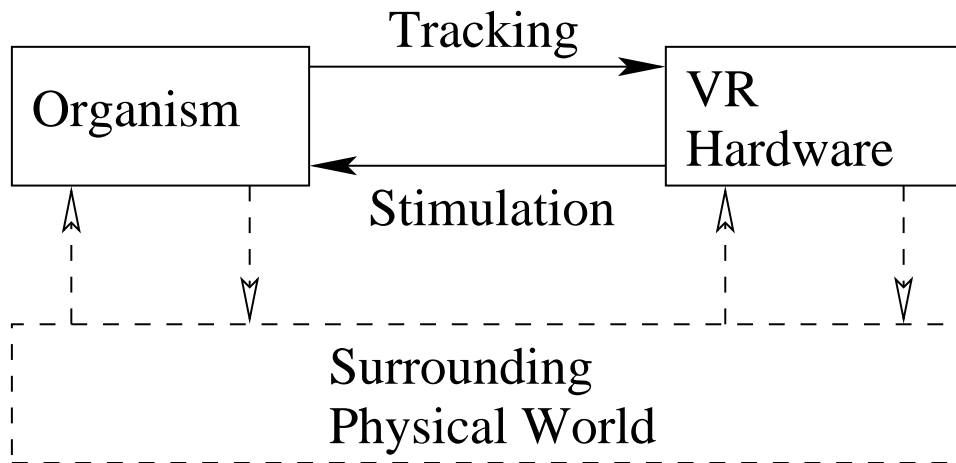 Tracking
Organism
VR
Hardware
Stimulation
Surrounding
Physical World